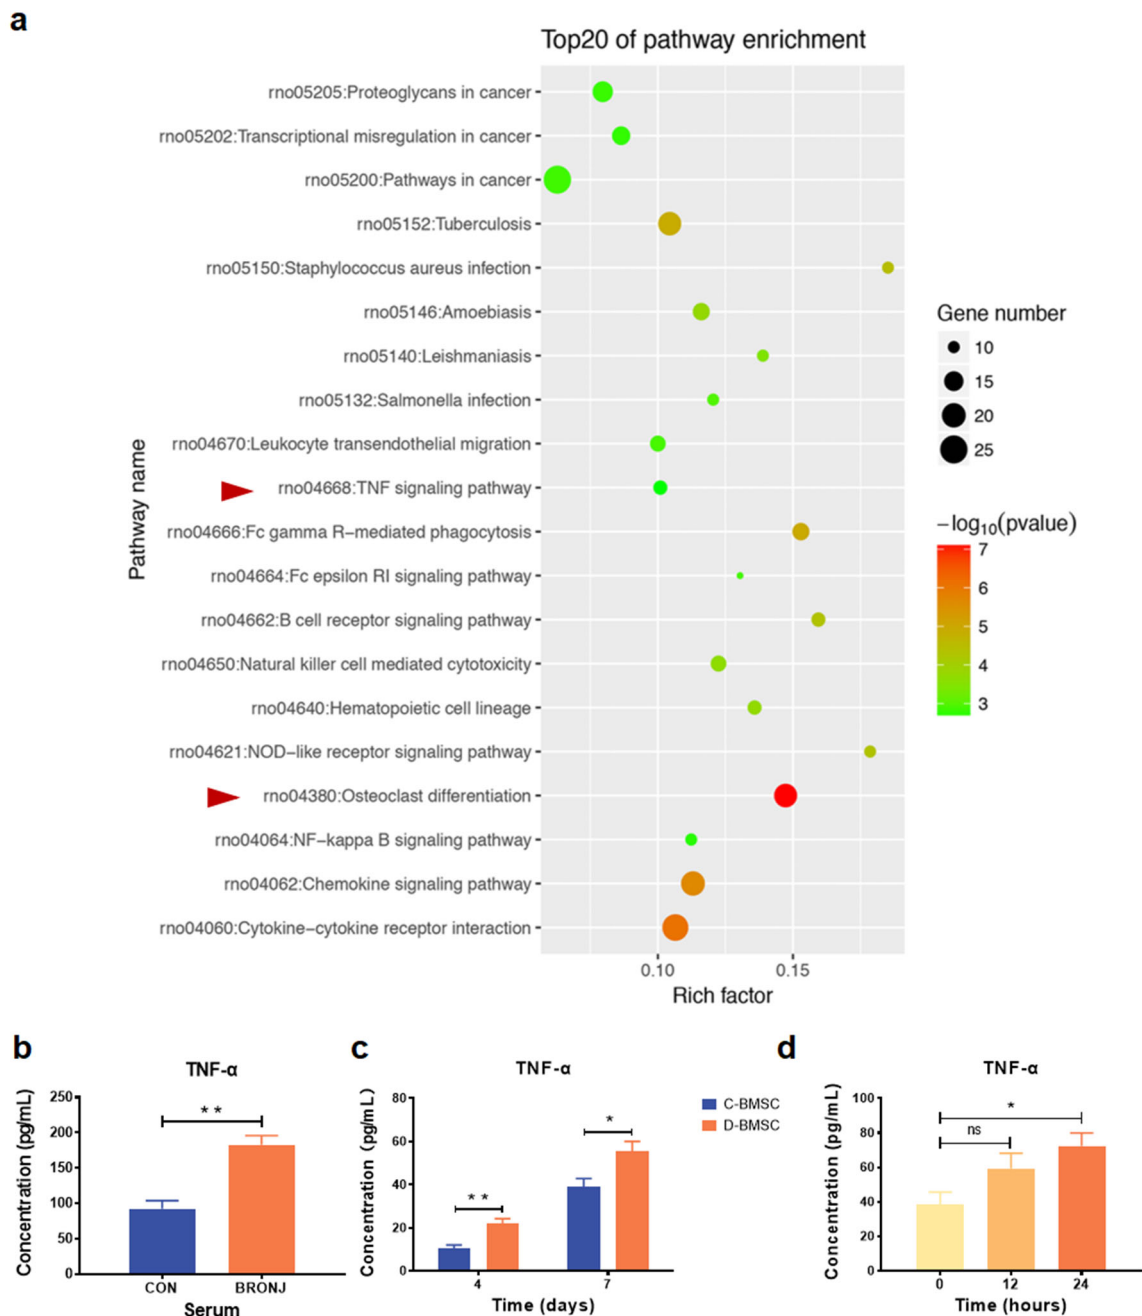 a
Top20 of pathway enrichment
rno05205:Proteoglycans in cancer
rno05202:Transcriptional misregulation in cancer
rno05200:Pathways in cancer
rno05152:Tuberculosis
rno05150:Staphylococcus aureus infection
rno05146:Amoebiasis
rno05140:Leishmaniasis
rno05132:Salmonella infection
rno04670:Leukocyte transendothelial migration
rno04668:TNF signaling pathway
rno04666:Fc gamma R−mediated phagocytosis
rno04664:Fc epsilon RI signaling pathway
rno04662:B cell receptor signaling pathway
rno04650:Natural killer cell mediated cytotoxicity
rno04640:Hematopoietic cell lineage
rno04621:NOD−like receptor signaling pathway
rno04380:Osteoclast differentiation
rno04064:NF−kappa B signaling pathway
rno04062:Chemokine signaling pathway
rno04060:Cytokine−cytokine receptor interaction
Pathway name
0.10 0.15
Rich factor
Gene number
10
15
20
25
−log10(pvalue)
7
6
5
4
3
b
TNF-α
Concentration (pg/mL)
250
200
150
100
50
0
**
CON BRONJ
Serum
c
TNF-α
Concentration (pg/mL)
80
60
40
20
0
**
*
4 7
Time (days)
C-BMSC
D-BMSC
d
TNF-α
Concentration (pg/mL)
100
80
60
40
20
0
*
ns
0 12 24
Time (hours)